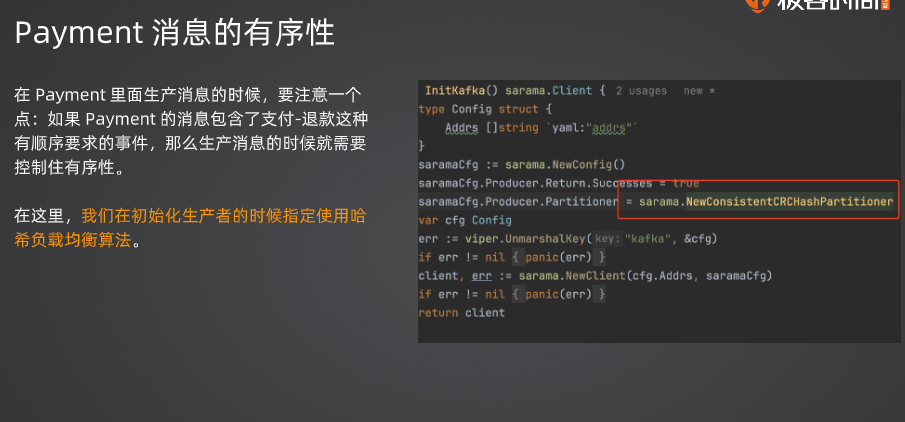 极客时间
Payment 消息的有序性
在 Payment 里面生产消息的时候，要注意一个
点：如果 Payment 的消息包含了支付-退款这种
有顺序要求的事件，那么生产消息的时候就需要
控制住有序性。
在这里，我们在初始化生产者的时候指定使用哈
希负载均衡算法。
InitKafka() sarama.Client { 2 usages new *
type Config struct {
Addrs []string `yaml:"addrs"`
}
saramaCfg := sarama.NewConfig()
saramaCfg.Producer.Return.Successes = true
saramaCfg.Producer.Partitioner = sarama.NewConsistentCRCHashPartitioner
var cfg Config
err := viper.UnmarshalKey( key: "kafka", &cfg)
if err != nil { panic(err) }
client, err := sarama.NewClient(cfg.Addrs, saramaCfg)
if err != nil { panic(err) }
return client